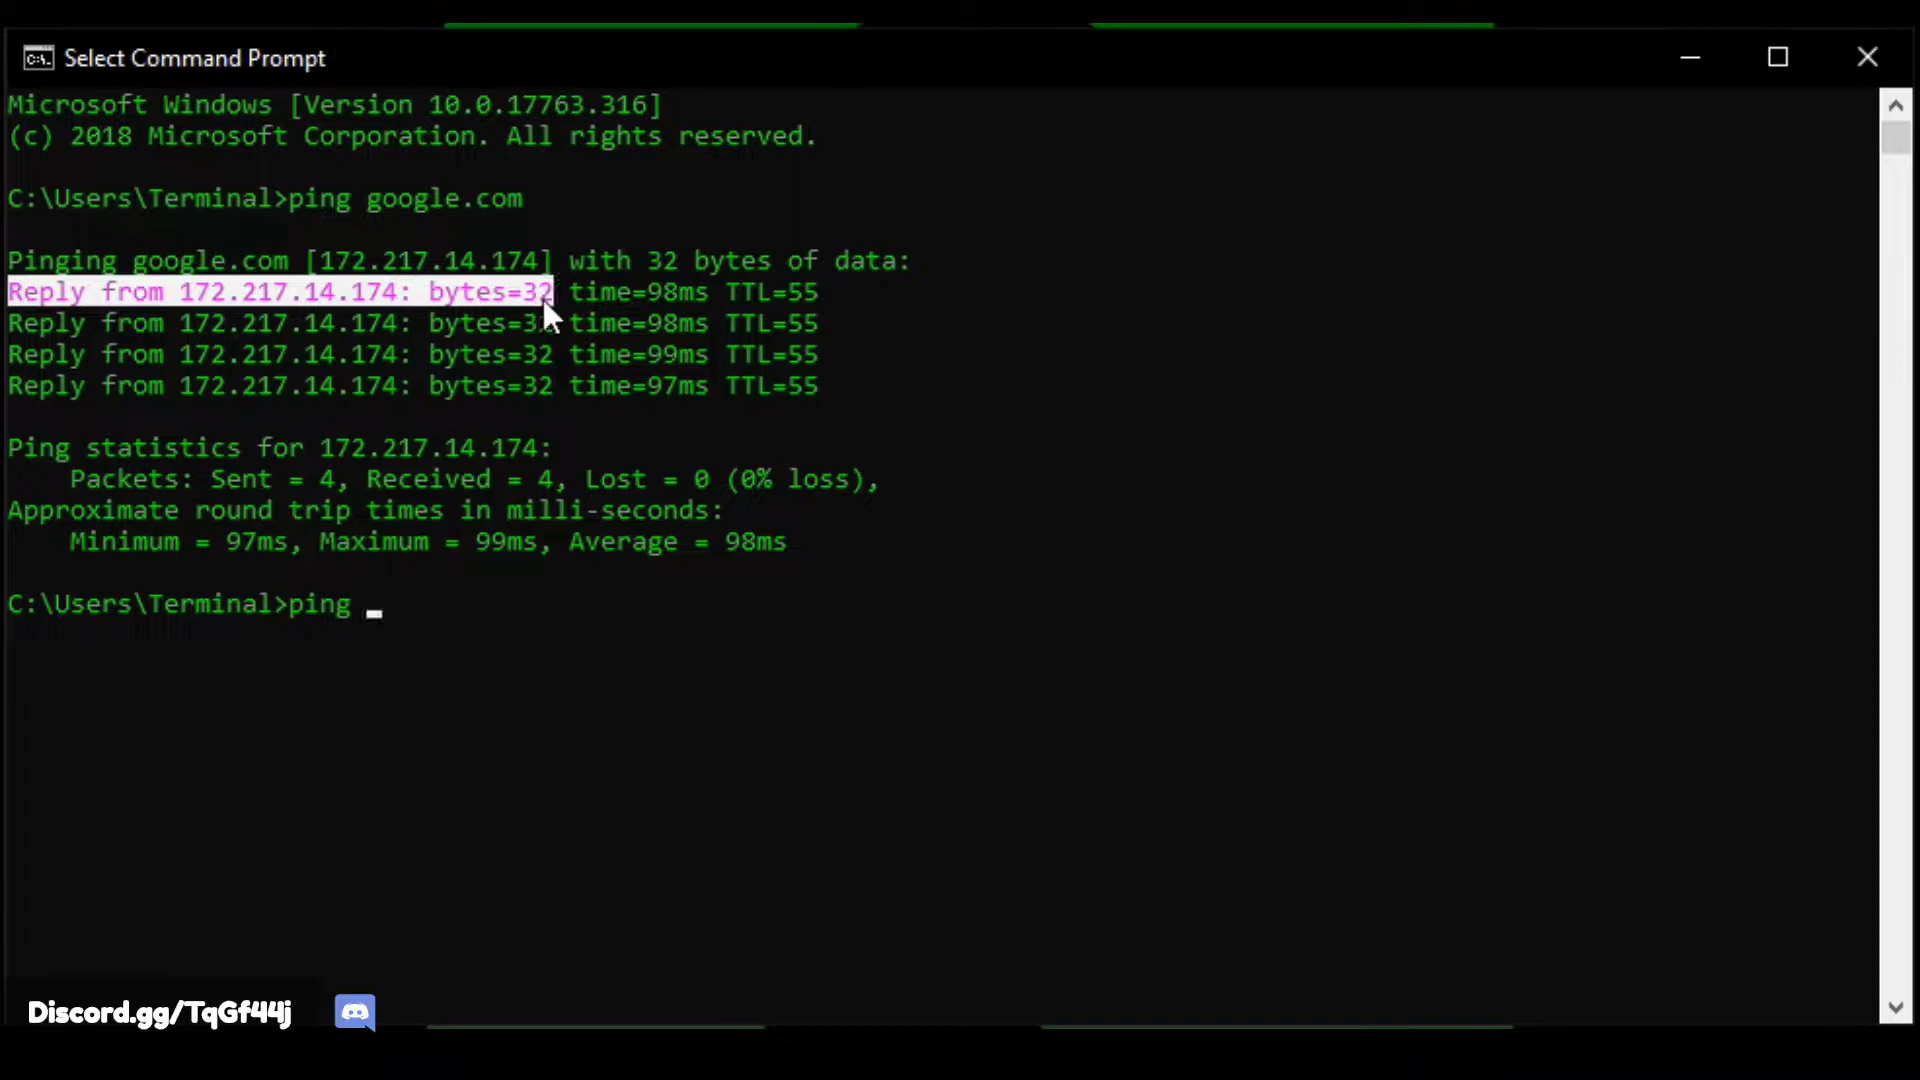 Select Command Prompt
Microsoft Windows [Version 10.0.17763.316]
(c) 2018 Microsoft Corporation. All rights reserved.
C:\Users\Terminal>ping google.com
Pinging google.com [172.217.14.174] with 32 bytes of data:
Reply from 172.217.14.174: bytes=32 time=98ms TTL=55
Reply from 172.217.14.174: bytes=32 time=98ms TTL=55
Reply from 172.217.14.174: bytes=32 time=99ms TTL=55
Reply from 172.217.14.174: bytes=32 time=97ms TTL=55
Ping statistics for 172.217.14.174:
    Packets: Sent = 4, Received = 4, Lost = 0 (0% loss),
Approximate round trip times in milli-seconds:
    Minimum = 97ms, Maximum = 99ms, Average = 98ms
C:\Users\Terminal>ping
Discord.gg/TqGf44j